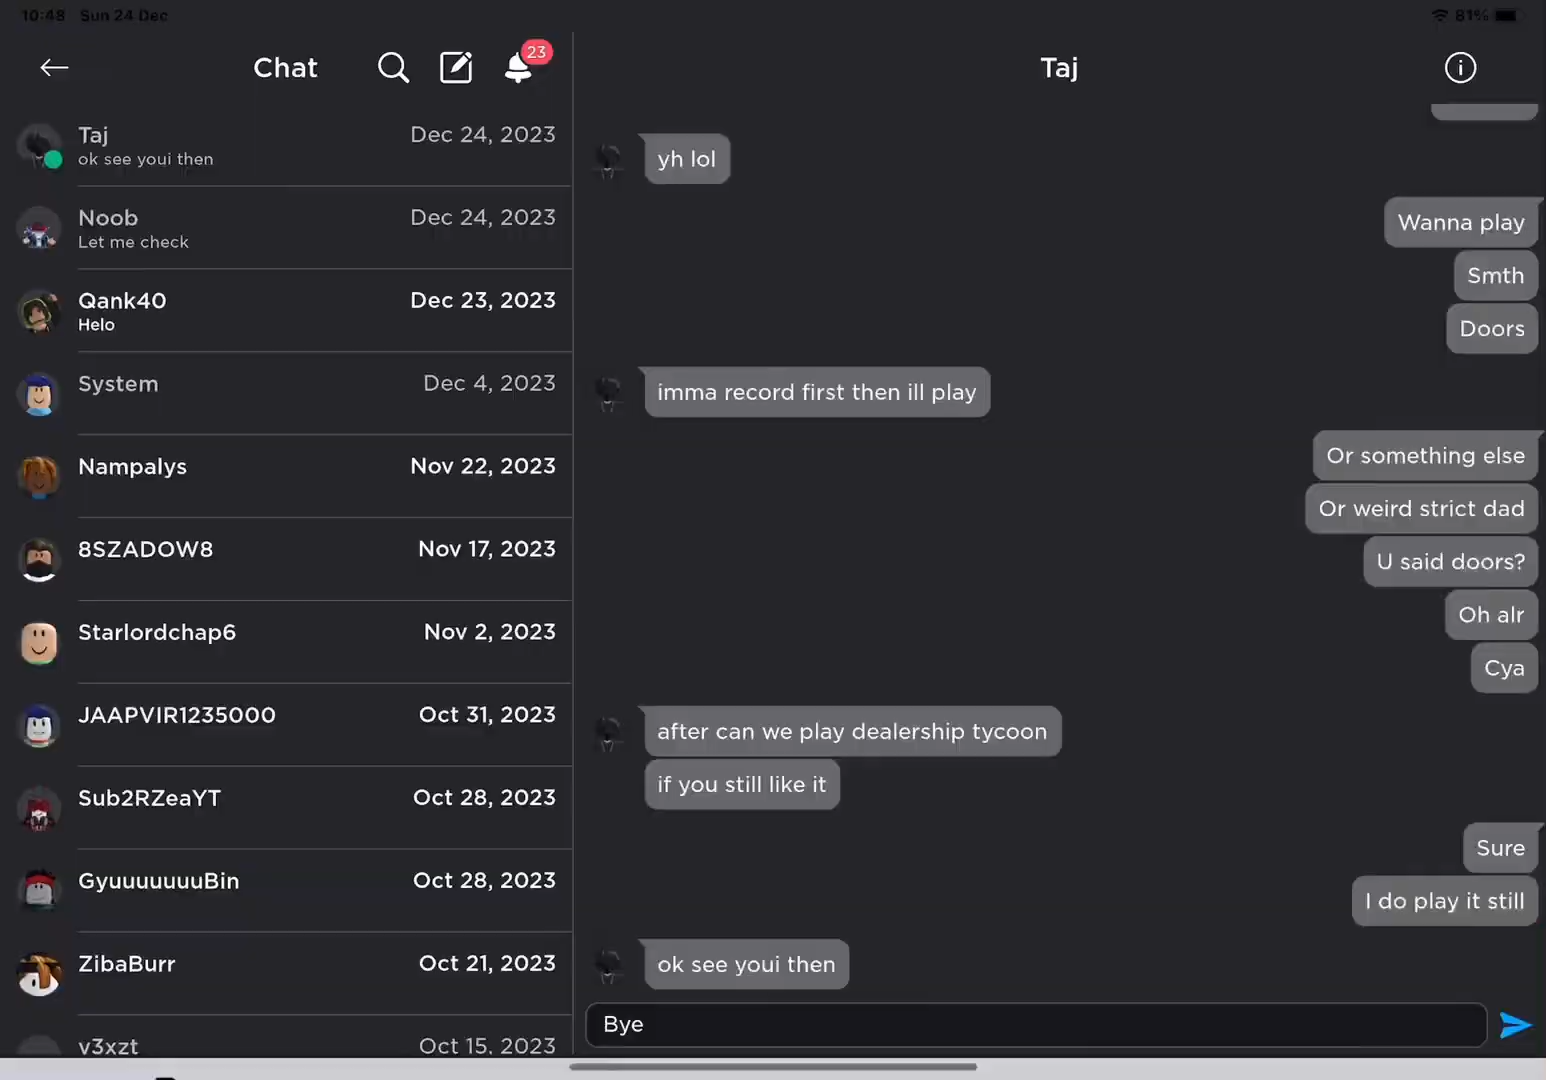 10:48 Sun 24 Dec
81%
Chat
23
Taj
Taj Dec 24, 2023
ok see youi then
Noob Dec 24, 2023
Let me check
Qank40 Dec 23, 2023
Helo
System Dec 4, 2023
Nampalys Nov 22, 2023
8SZADOW8 Nov 17, 2023
Starlordchap6 Nov 2, 2023
JAAPVIR1235000 Oct 31, 2023
Sub2RZeaYT Oct 28, 2023
GyuuuuuuuBin Oct 28, 2023
ZibaBurr Oct 21, 2023
v3xzt Oct 15, 2023
yh lol
Wanna play
Smth
Doors
imma record first then ill play
Or something else
Or weird strict dad
U said doors?
Oh alr
Cya
after can we play dealership tycoon
if you still like it
Sure
I do play it still
ok see youi then
Bye